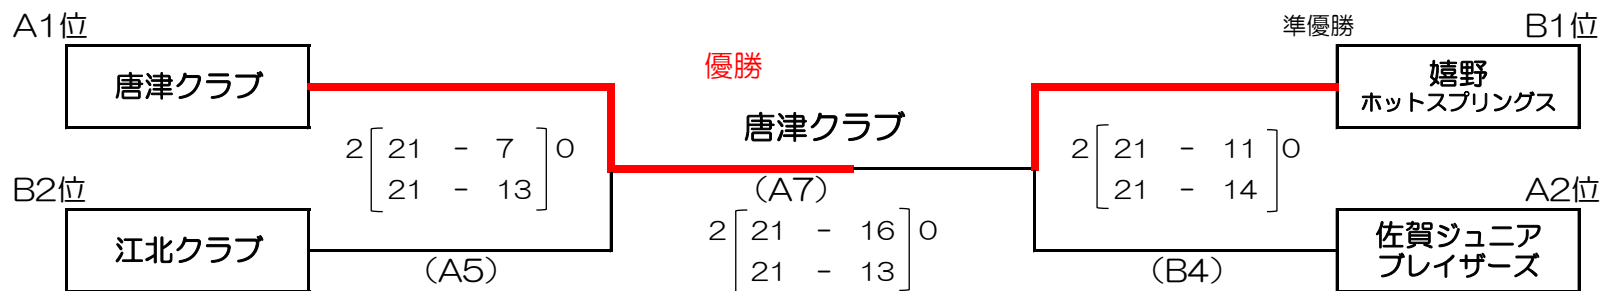 A1位
準優勝
B1位
唐津クラブ
優勝
嬉野
ホットスプリングス
唐津クラブ
2 21 - 7 0
21 - 13
2 21 - 11 0
21 - 14
B2位
(A7)
A2位
江北クラブ
(A5)
2 21 - 16 0
21 - 13
(B4)
佐賀ジュニア
ブレイザーズ